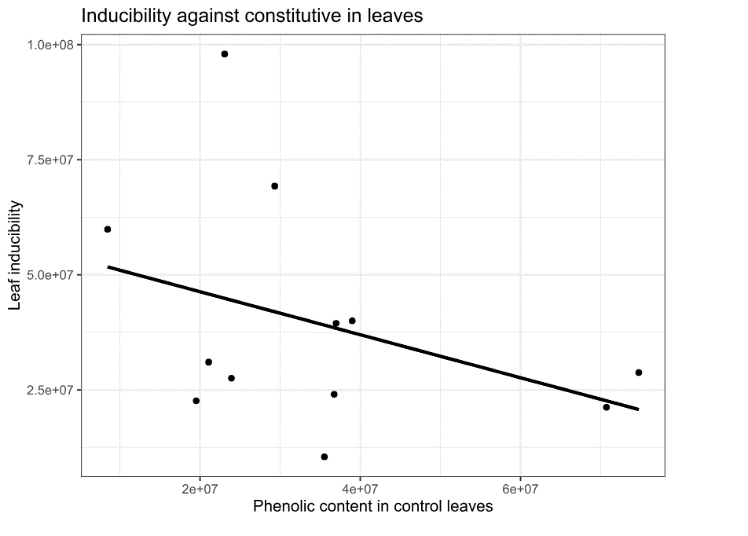 Inducibility against constitutive in leaves
1.0e+08
7.5e+07
5.0e+07
2.5e+07
Leaf inducibility
2e+07 4e+07 6e+07
Phenolic content in control leaves